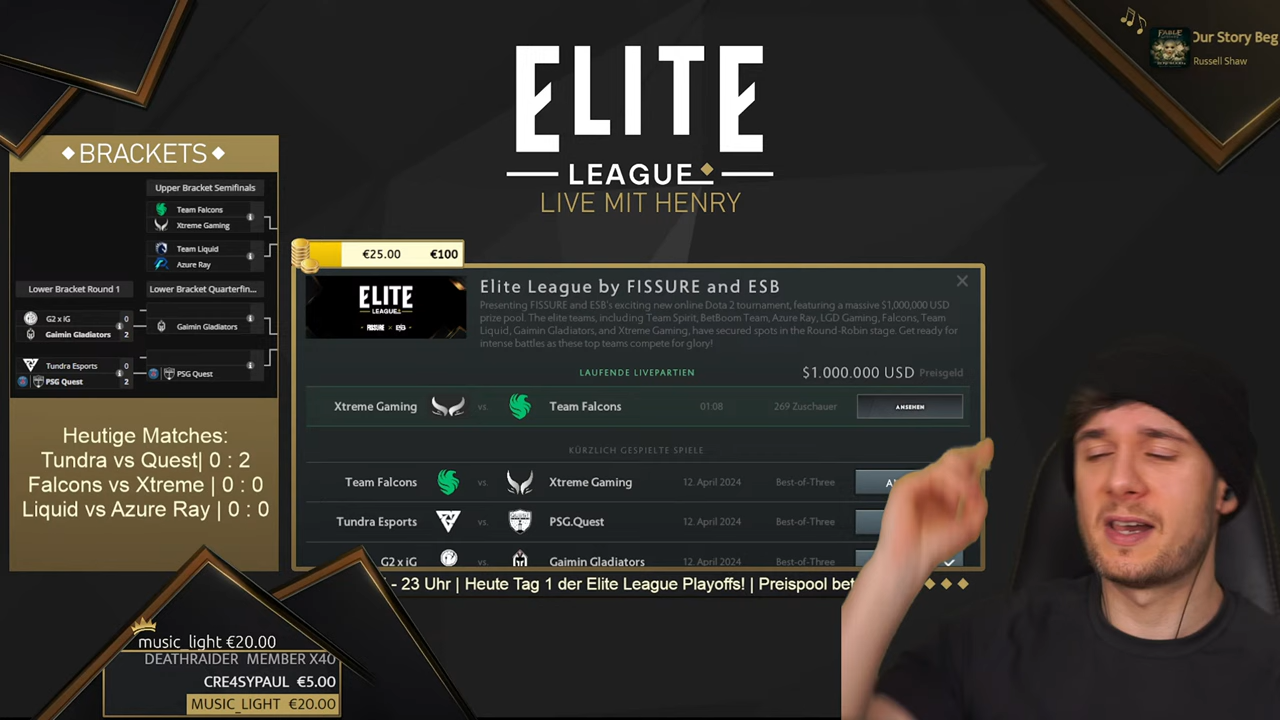 Our Story Beg
Russell Shaw
ELITE
LEAGUE
LIVE MIT HENRY
BRACKETS
Upper Bracket Semifinals
Team Falcons
Xtreme Gaming
Team Liquid
Azure Ray
Lower Bracket Round 1
Lower Bracket Quarterfin...
G2 x iG 0
Gaimin Gladiators 2
Gaimin Gladiators
Tundra Esports 0
PSG Quest 2
PSG Quest
Heutige Matches:
Tundra vs Quest| 0 : 2
Falcons vs Xtreme | 0 : 0
Liquid vs Azure Ray | 0 : 0
€25.00 €100
ELITE
LEAGUE
FISSURE x ESB
Elite League by FISSURE and ESB
Presenting FISSURE and ESB's exciting new online Dota 2 tournament, featuring a massive $1,000,000 USD
prize pool. The elite teams, including Team Spirit, BetBoom Team, Azure Ray, LGD Gaming, Falcons, Team
Liquid, Gaimin Gladiators, and Xtreme Gaming, have secured spots in the Round-Robin stage. Get ready for
intense battles as these top teams compete for glory!
LAUFENDE LIVEPARTIEN
$1.000.000 USD Preisgeld
Xtreme Gaming vs. Team Falcons 01:08 269 Zuschauer ANSEHEN
KÜRZLICH GESPIELTE SPIELE
Team Falcons vs. Xtreme Gaming 12. April 2024 Best-of-Three
Tundra Esports vs. PSG.Quest 12. April 2024 Best-of-Three
G2 x iG vs. Gaimin Gladiators 12. April 2024 Best-of-Three
- 23 Uhr | Heute Tag 1 der Elite League Playoffs! | Preispool bet
music_light €20.00
DEATHRAIDER MEMBER X40
CRE4SYPAUL €5.00
MUSIC_LIGHT €20.00